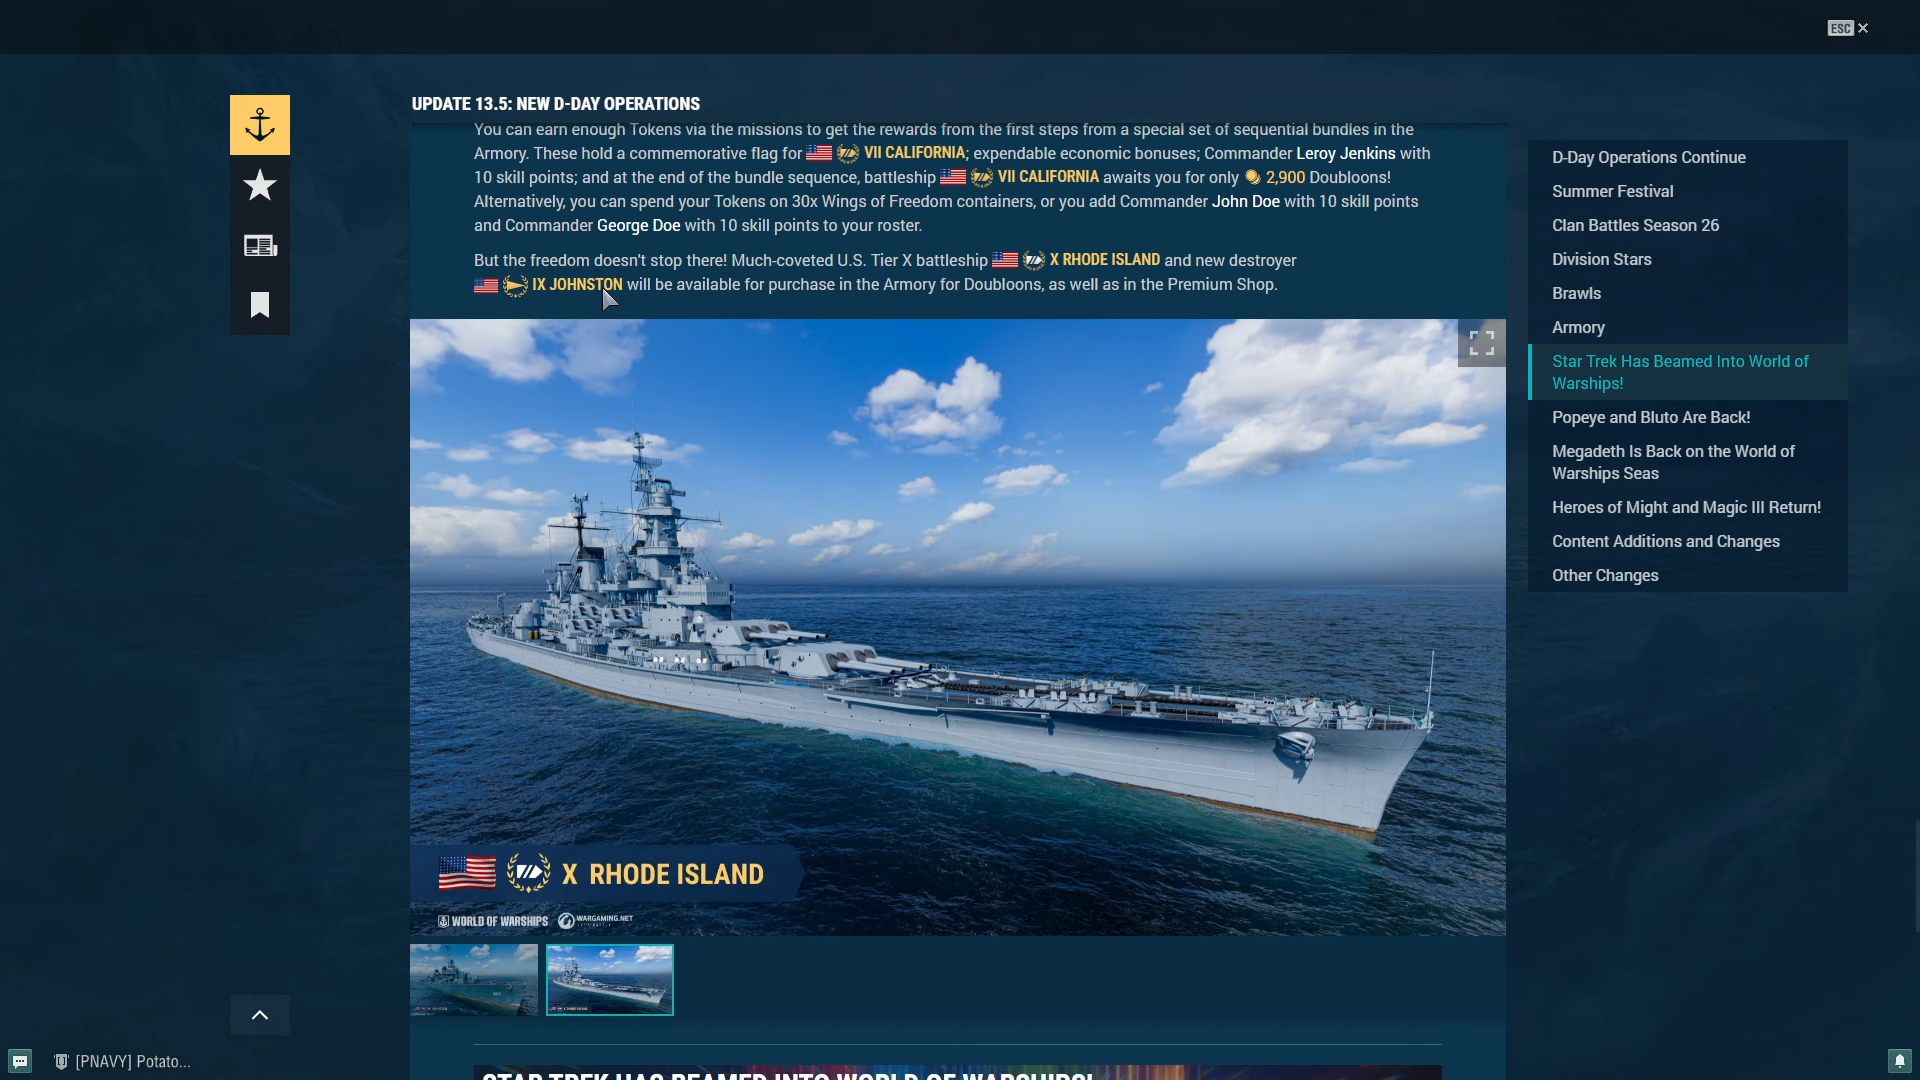 ESC
UPDATE 13.5: NEW D-DAY OPERATIONS
You can earn enough Tokens via the missions to get the rewards from the first steps from a special set of sequential bundles in the
Armory. These hold a commemorative flag for VII CALIFORNIA; expendable economic bonuses; Commander Leroy Jenkins with
10 skill points; and at the end of the bundle sequence, battleship VII CALIFORNIA awaits you for only 2,900 Doubloons!
Alternatively, you can spend your Tokens on 30x Wings of Freedom containers, or you add Commander John Doe with 10 skill points
and Commander George Doe with 10 skill points to your roster.
But the freedom doesn't stop there! Much-coveted U.S. Tier X battleship X RHODE ISLAND and new destroyer
IX JOHNSTON will be available for purchase in the Armory for Doubloons, as well as in the Premium Shop.
X RHODE ISLAND
WORLD OF WARSHIPS WARGAMING.NET
STAR TREK HAS BEAMED INTO WORLD OF WARSHIPS!
D-Day Operations Continue
Summer Festival
Clan Battles Season 26
Division Stars
Brawls
Armory
Star Trek Has Beamed Into World of
Warships!
Popeye and Bluto Are Back!
Megadeth Is Back on the World of
Warships Seas
Heroes of Might and Magic III Return!
Content Additions and Changes
Other Changes
[PNAVY] Potato...